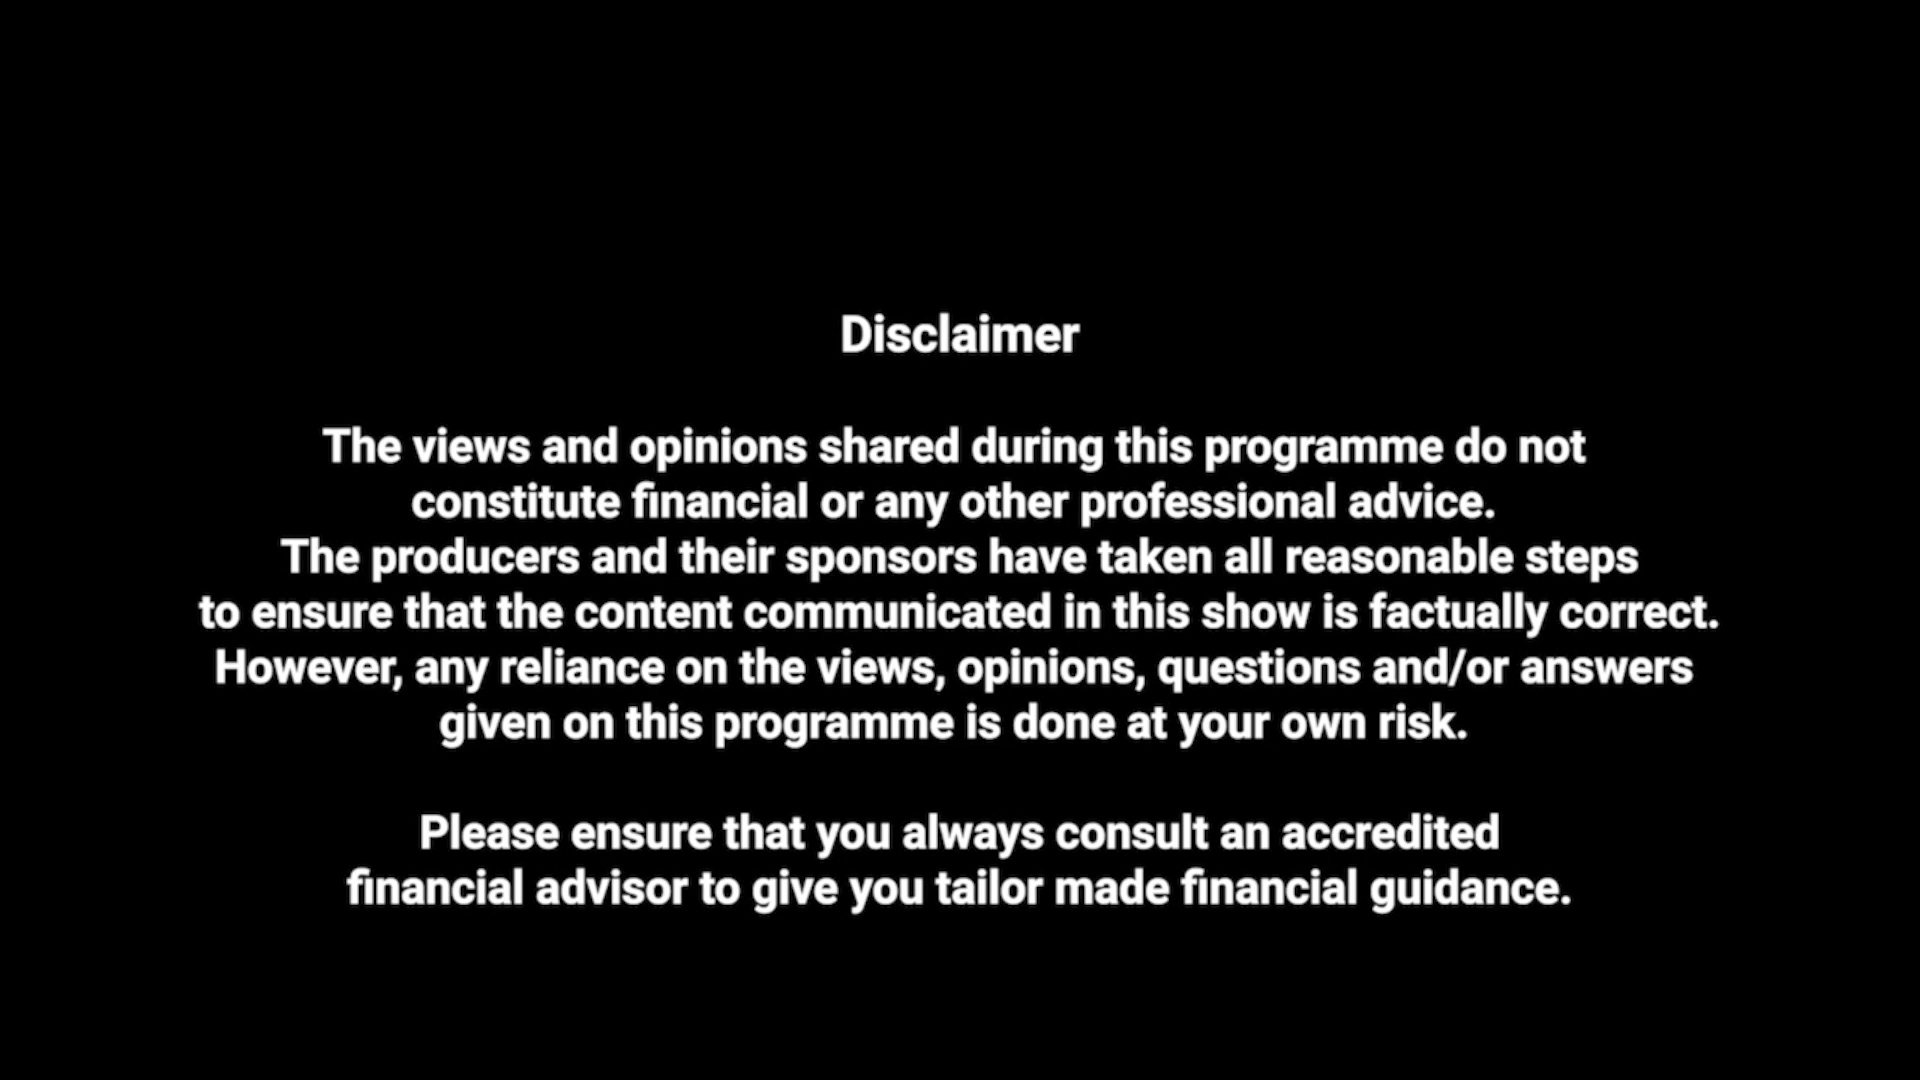 Disclaimer
The views and opinions shared during this programme do not
constitute financial or any other professional advice.
The producers and their sponsors have taken all reasonable steps
to ensure that the content communicated in this show is factually correct.
However, any reliance on the views, opinions, questions and/or answers
given on this programme is done at your own risk.
Please ensure that you always consult an accredited
financial advisor to give you tailor made financial guidance.